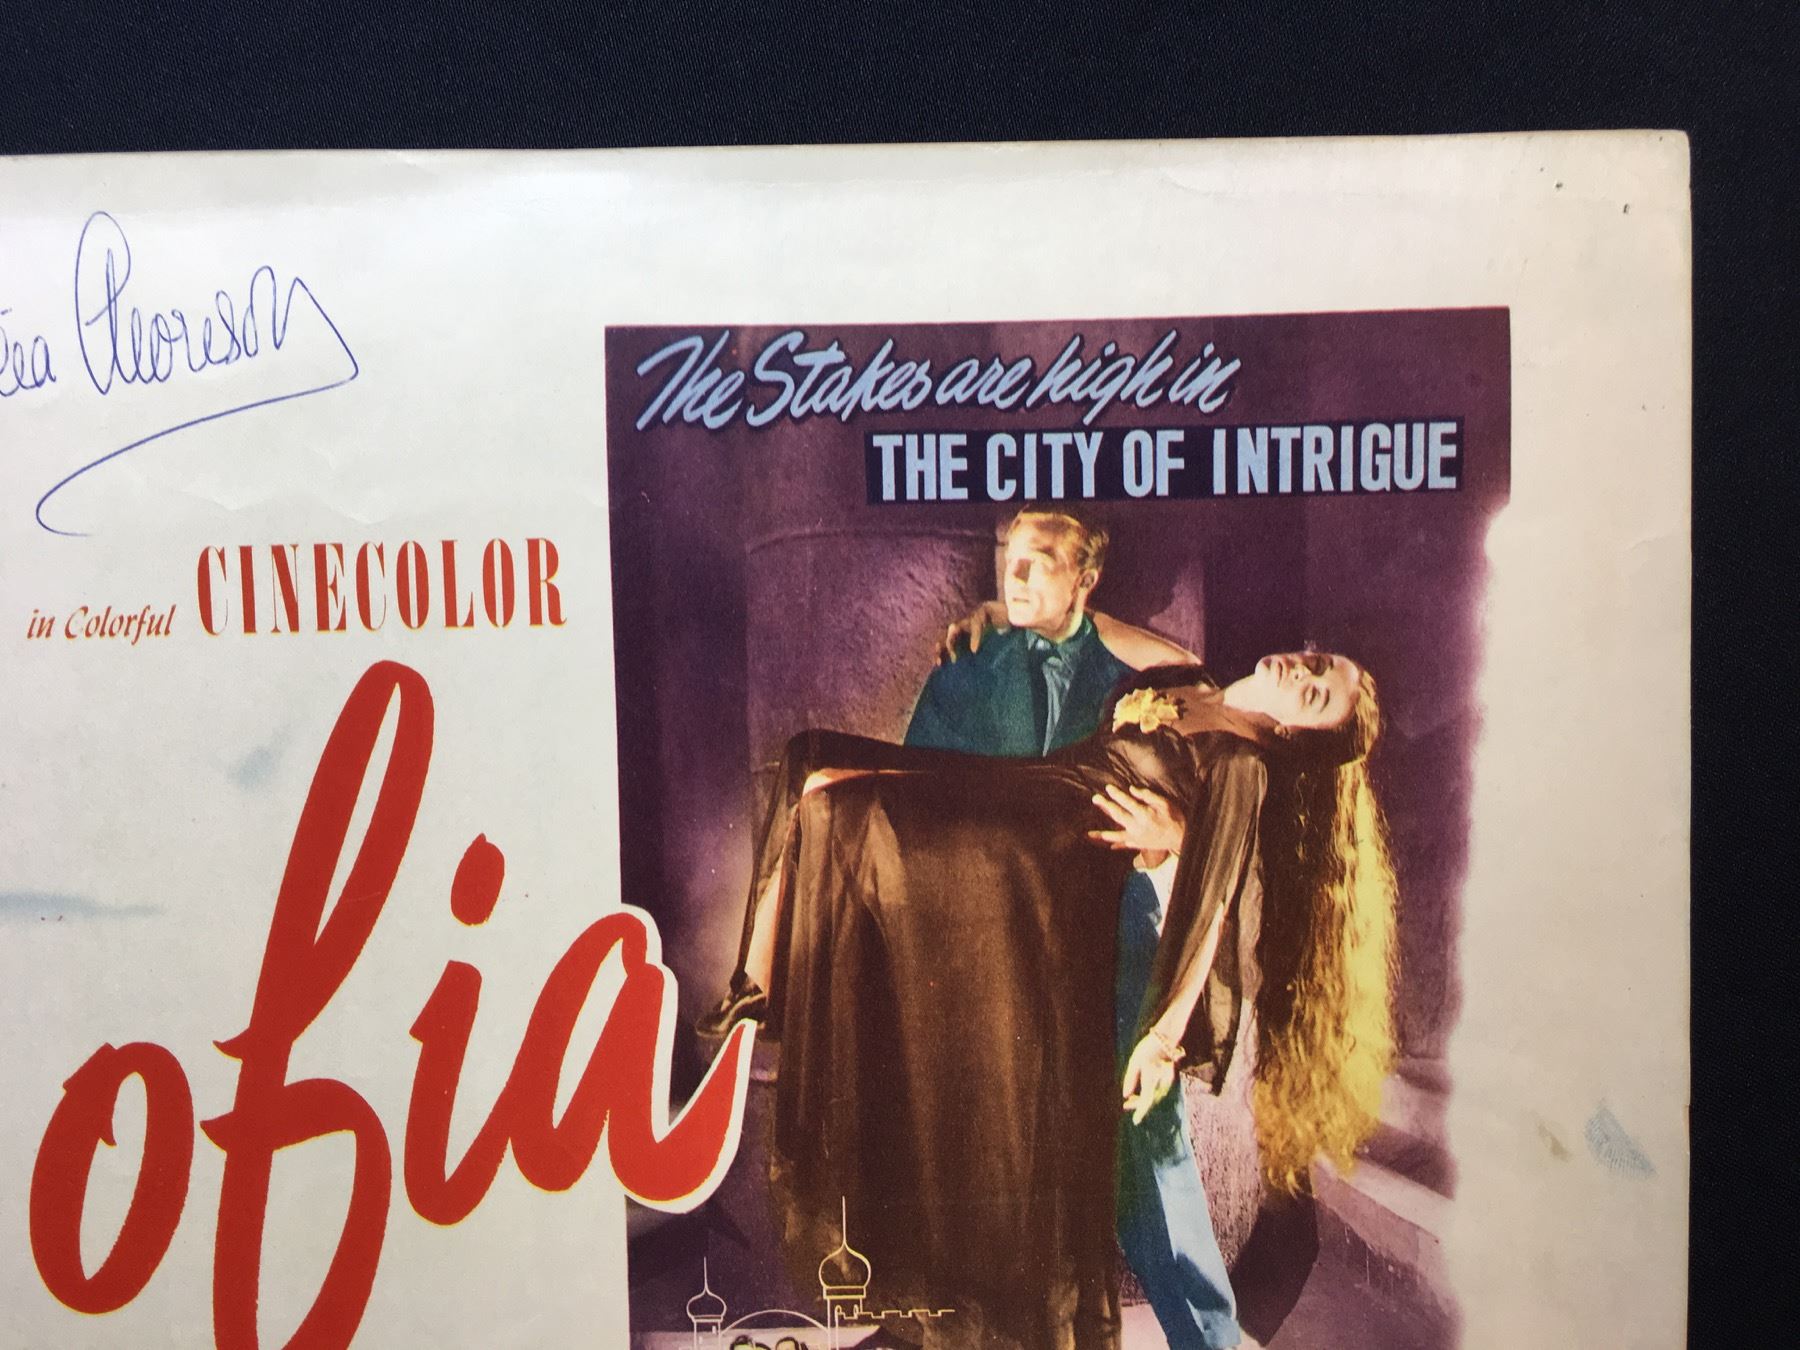 The Stakes are high in
THE CITY OF INTRIGUE
in Colorful CINECOLOR
ofia